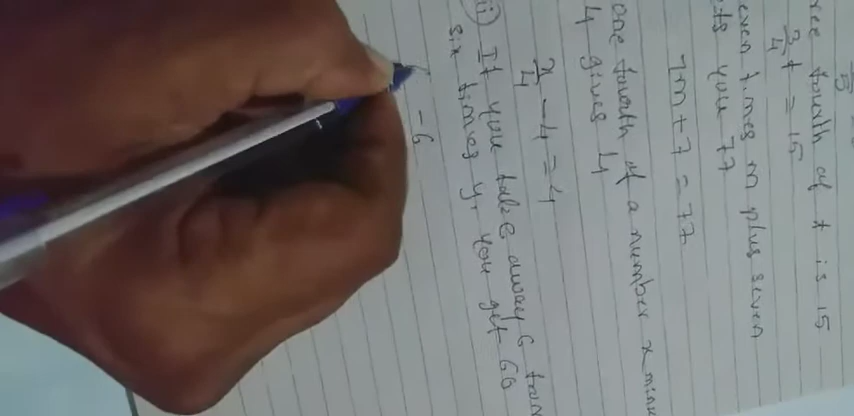 5
ree fourth of t is 15
3/4 t = 15
even times m plus seven
ets you 77
7m + 7 = 77
one fourth of a number x minu
4 gives 4
x/4 - 4 = 4
ii) If you take away 6 from
six times y, you get 60
- 6